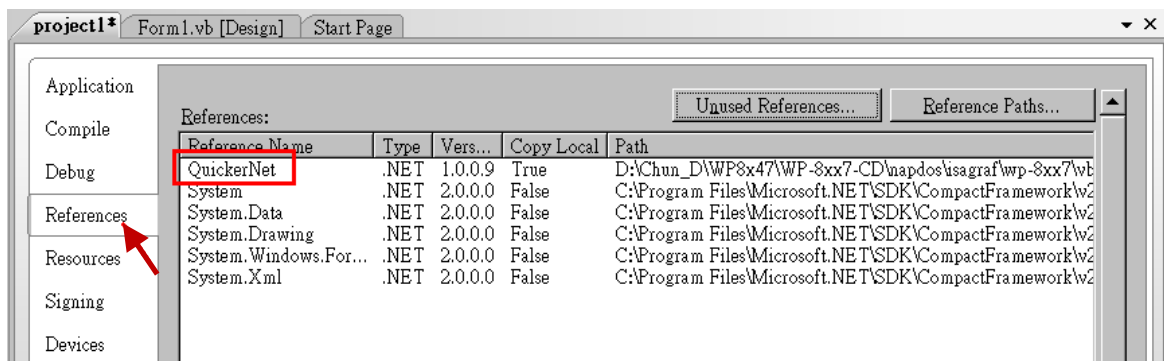 project1* Form1.vb [Design] Start Page
Application
Compile
Debug
References
Resources
Signing
Devices
Unused References... Reference Paths...
References:
Reference Name Type Vers... Copy Local Path
QuickerNet .NET 1.0.0.9 True D:\Chun_D\WP8x47\WP-8xx7-CD\napdos\isagraf\wp-8xx7\vb
System .NET 2.0.0.0 False C:\Program Files\Microsoft.NET\SDK\CompactFramework\v2
System.Data .NET 2.0.0.0 False C:\Program Files\Microsoft.NET\SDK\CompactFramework\v2
System.Drawing .NET 2.0.0.0 False C:\Program Files\Microsoft.NET\SDK\CompactFramework\v2
System.Windows.For... .NET 2.0.0.0 False C:\Program Files\Microsoft.NET\SDK\CompactFramework\v2
System.Xml .NET 2.0.0.0 False C:\Program Files\Microsoft.NET\SDK\CompactFramework\v2